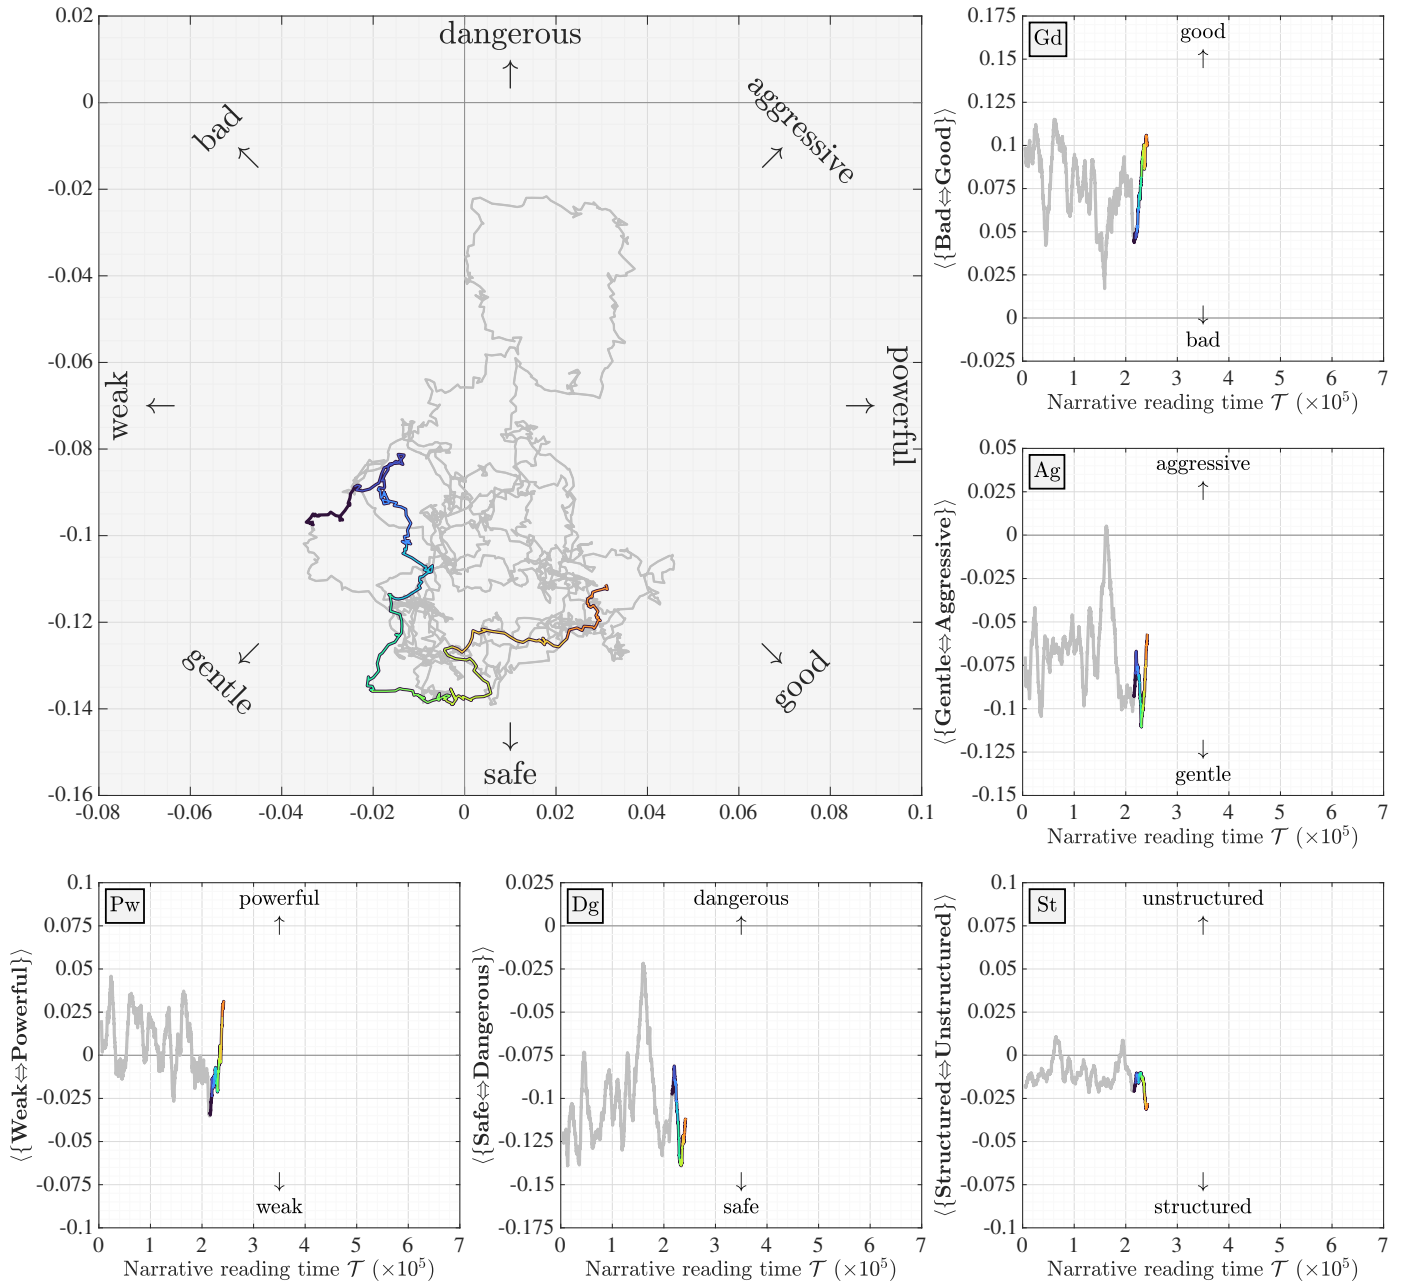 0.02
0
-0.02
-0.04
-0.06
-0.08
-0.1
-0.12
-0.14
-0.16
-0.08
-0.06
-0.04
-0.02
0
0.02
0.04
0.06
0.08
0.1
dangerous
↑
bad
↖
aggressive
↗
weak
←
powerful
→
gentle
↙
good
↘
↓
safe
0.175
0.15
0.125
0.1
0.075
0.05
0.025
0
-0.025
⟨{Bad⇔Good}⟩
Gd
good
↑
↓
bad
0 1 2 3 4 5 6 7
Narrative reading time 𝒯 (×10⁵)
0.05
0.025
0
-0.025
-0.05
-0.075
-0.1
-0.125
-0.15
⟨{Gentle⇔Aggressive}⟩
Ag
aggressive
↑
↓
gentle
0 1 2 3 4 5 6 7
Narrative reading time 𝒯 (×10⁵)
0.1
0.075
0.05
0.025
0
-0.025
-0.05
-0.075
-0.1
⟨{Weak⇔Powerful}⟩
Pw
powerful
↑
↓
weak
0 1 2 3 4 5 6 7
Narrative reading time 𝒯 (×10⁵)
0.025
0
-0.025
-0.05
-0.075
-0.1
-0.125
-0.15
-0.175
⟨{Safe⇔Dangerous}⟩
Dg
dangerous
↑
↓
safe
0 1 2 3 4 5 6 7
Narrative reading time 𝒯 (×10⁵)
0.1
0.075
0.05
0.025
0
-0.025
-0.05
-0.075
-0.1
⟨{Structured⇔Unstructured}⟩
St
unstructured
↑
↓
structured
0 1 2 3 4 5 6 7
Narrative reading time 𝒯 (×10⁵)